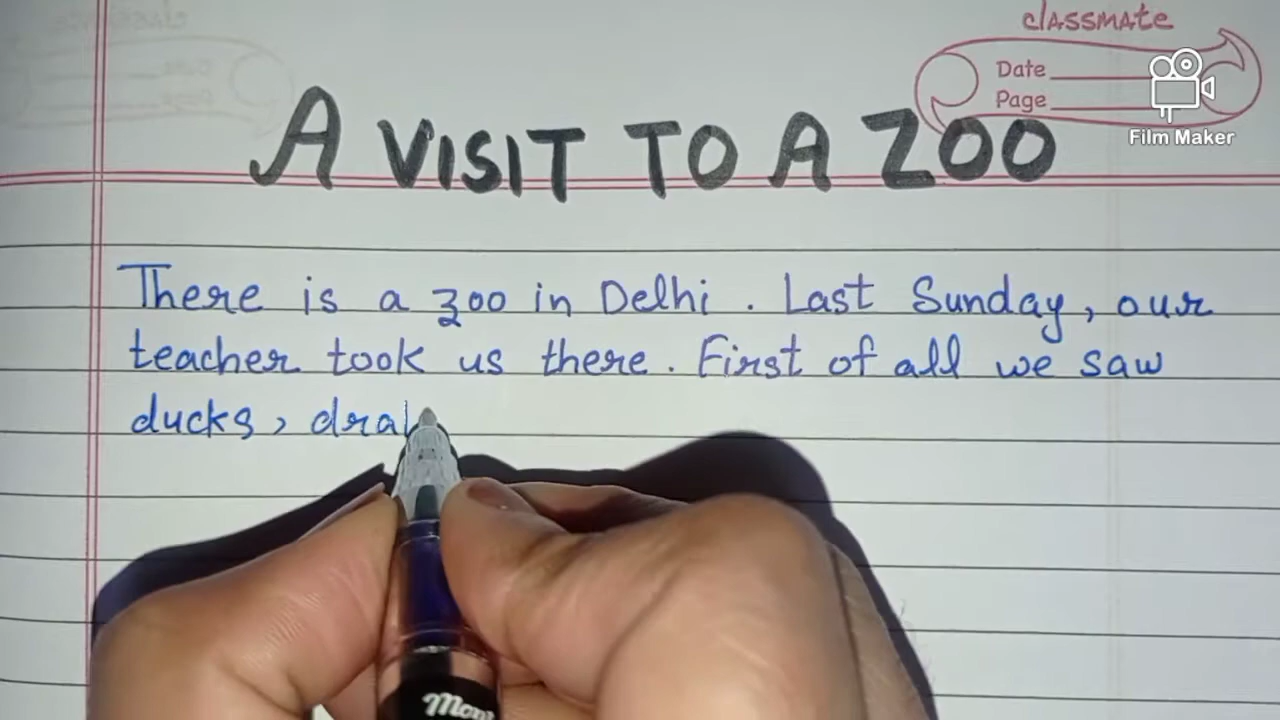 classmate
Date
Page
Film Maker
A VISIT TO A ZOO
There is a zoo in Delhi. Last Sunday, our
teacher took us there. First of all we saw
ducks, dra